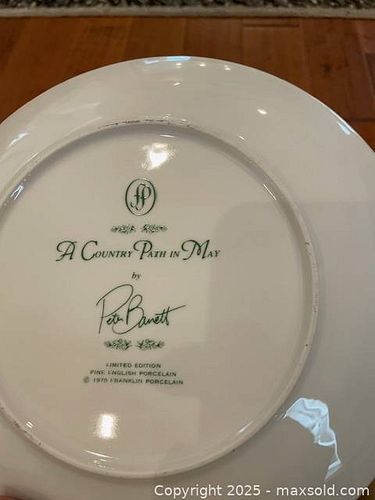 FP
A COUNTRY PATH IN MAY
by
Peter Barrett
LIMITED EDITION
FINE ENGLISH PORCELAIN
© 1979 FRANKLIN PORCELAIN
Copyright © 2025 - maxsold.com